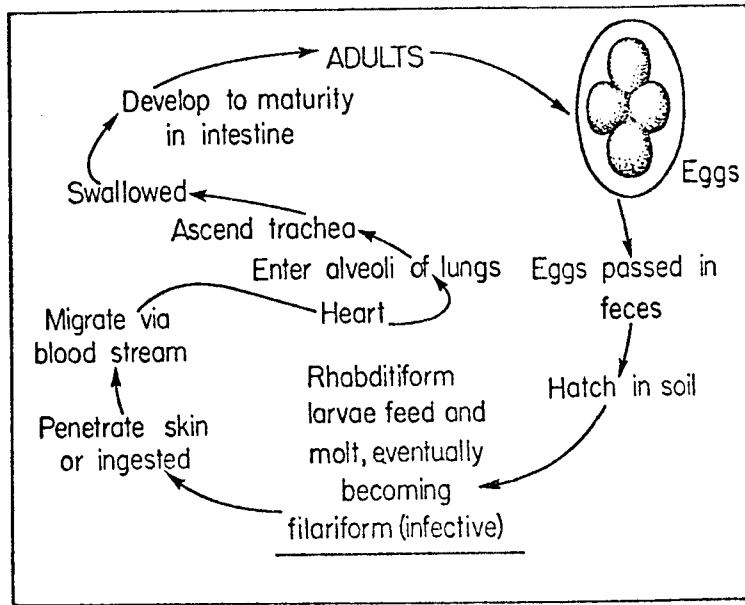 ADULTS
Eggs
Eggs passed in
feces
Hatch in soil
Rhabditiform
larvae feed and
molt, eventually
becoming
filariform (infective)
Penetrate skin
or ingested
Migrate via
blood stream
Heart
Enter alveoli of lungs
Ascend trachea
Swallowed
Develop to maturity
in intestine